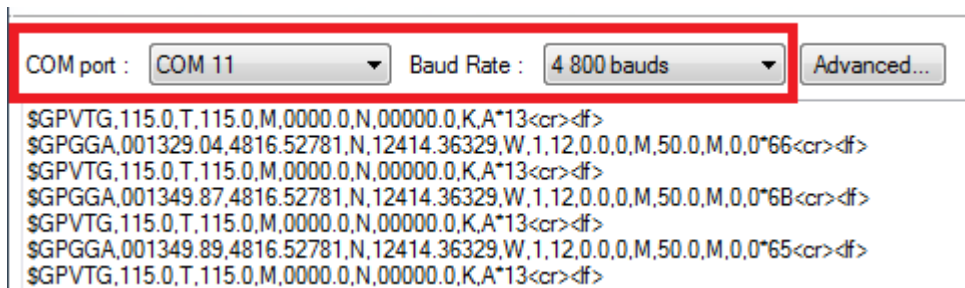 COM port : COM 11 Baud Rate : 4 800 bauds Advanced...
$GPVTG,115.0,T,115.0,M,0000.0,N,00000.0,K,A*13<cr><lf>
$GPGGA,001329.04,4816.52781,N,12414.36329,W,1,12,0.0,0,M,50.0,M,0,0*66<cr><lf>
$GPVTG,115.0,T,115.0,M,0000.0,N,00000.0,K,A*13<cr><lf>
$GPGGA,001349.87,4816.52781,N,12414.36329,W,1,12,0.0,0,M,50.0,M,0,0*6B<cr><lf>
$GPVTG,115.0,T,115.0,M,0000.0,N,00000.0,K,A*13<cr><lf>
$GPGGA,001349.89,4816.52781,N,12414.36329,W,1,12,0.0,0,M,50.0,M,0,0*65<cr><lf>
$GPVTG,115.0,T,115.0,M,0000.0,N,00000.0,K,A*13<cr><lf>